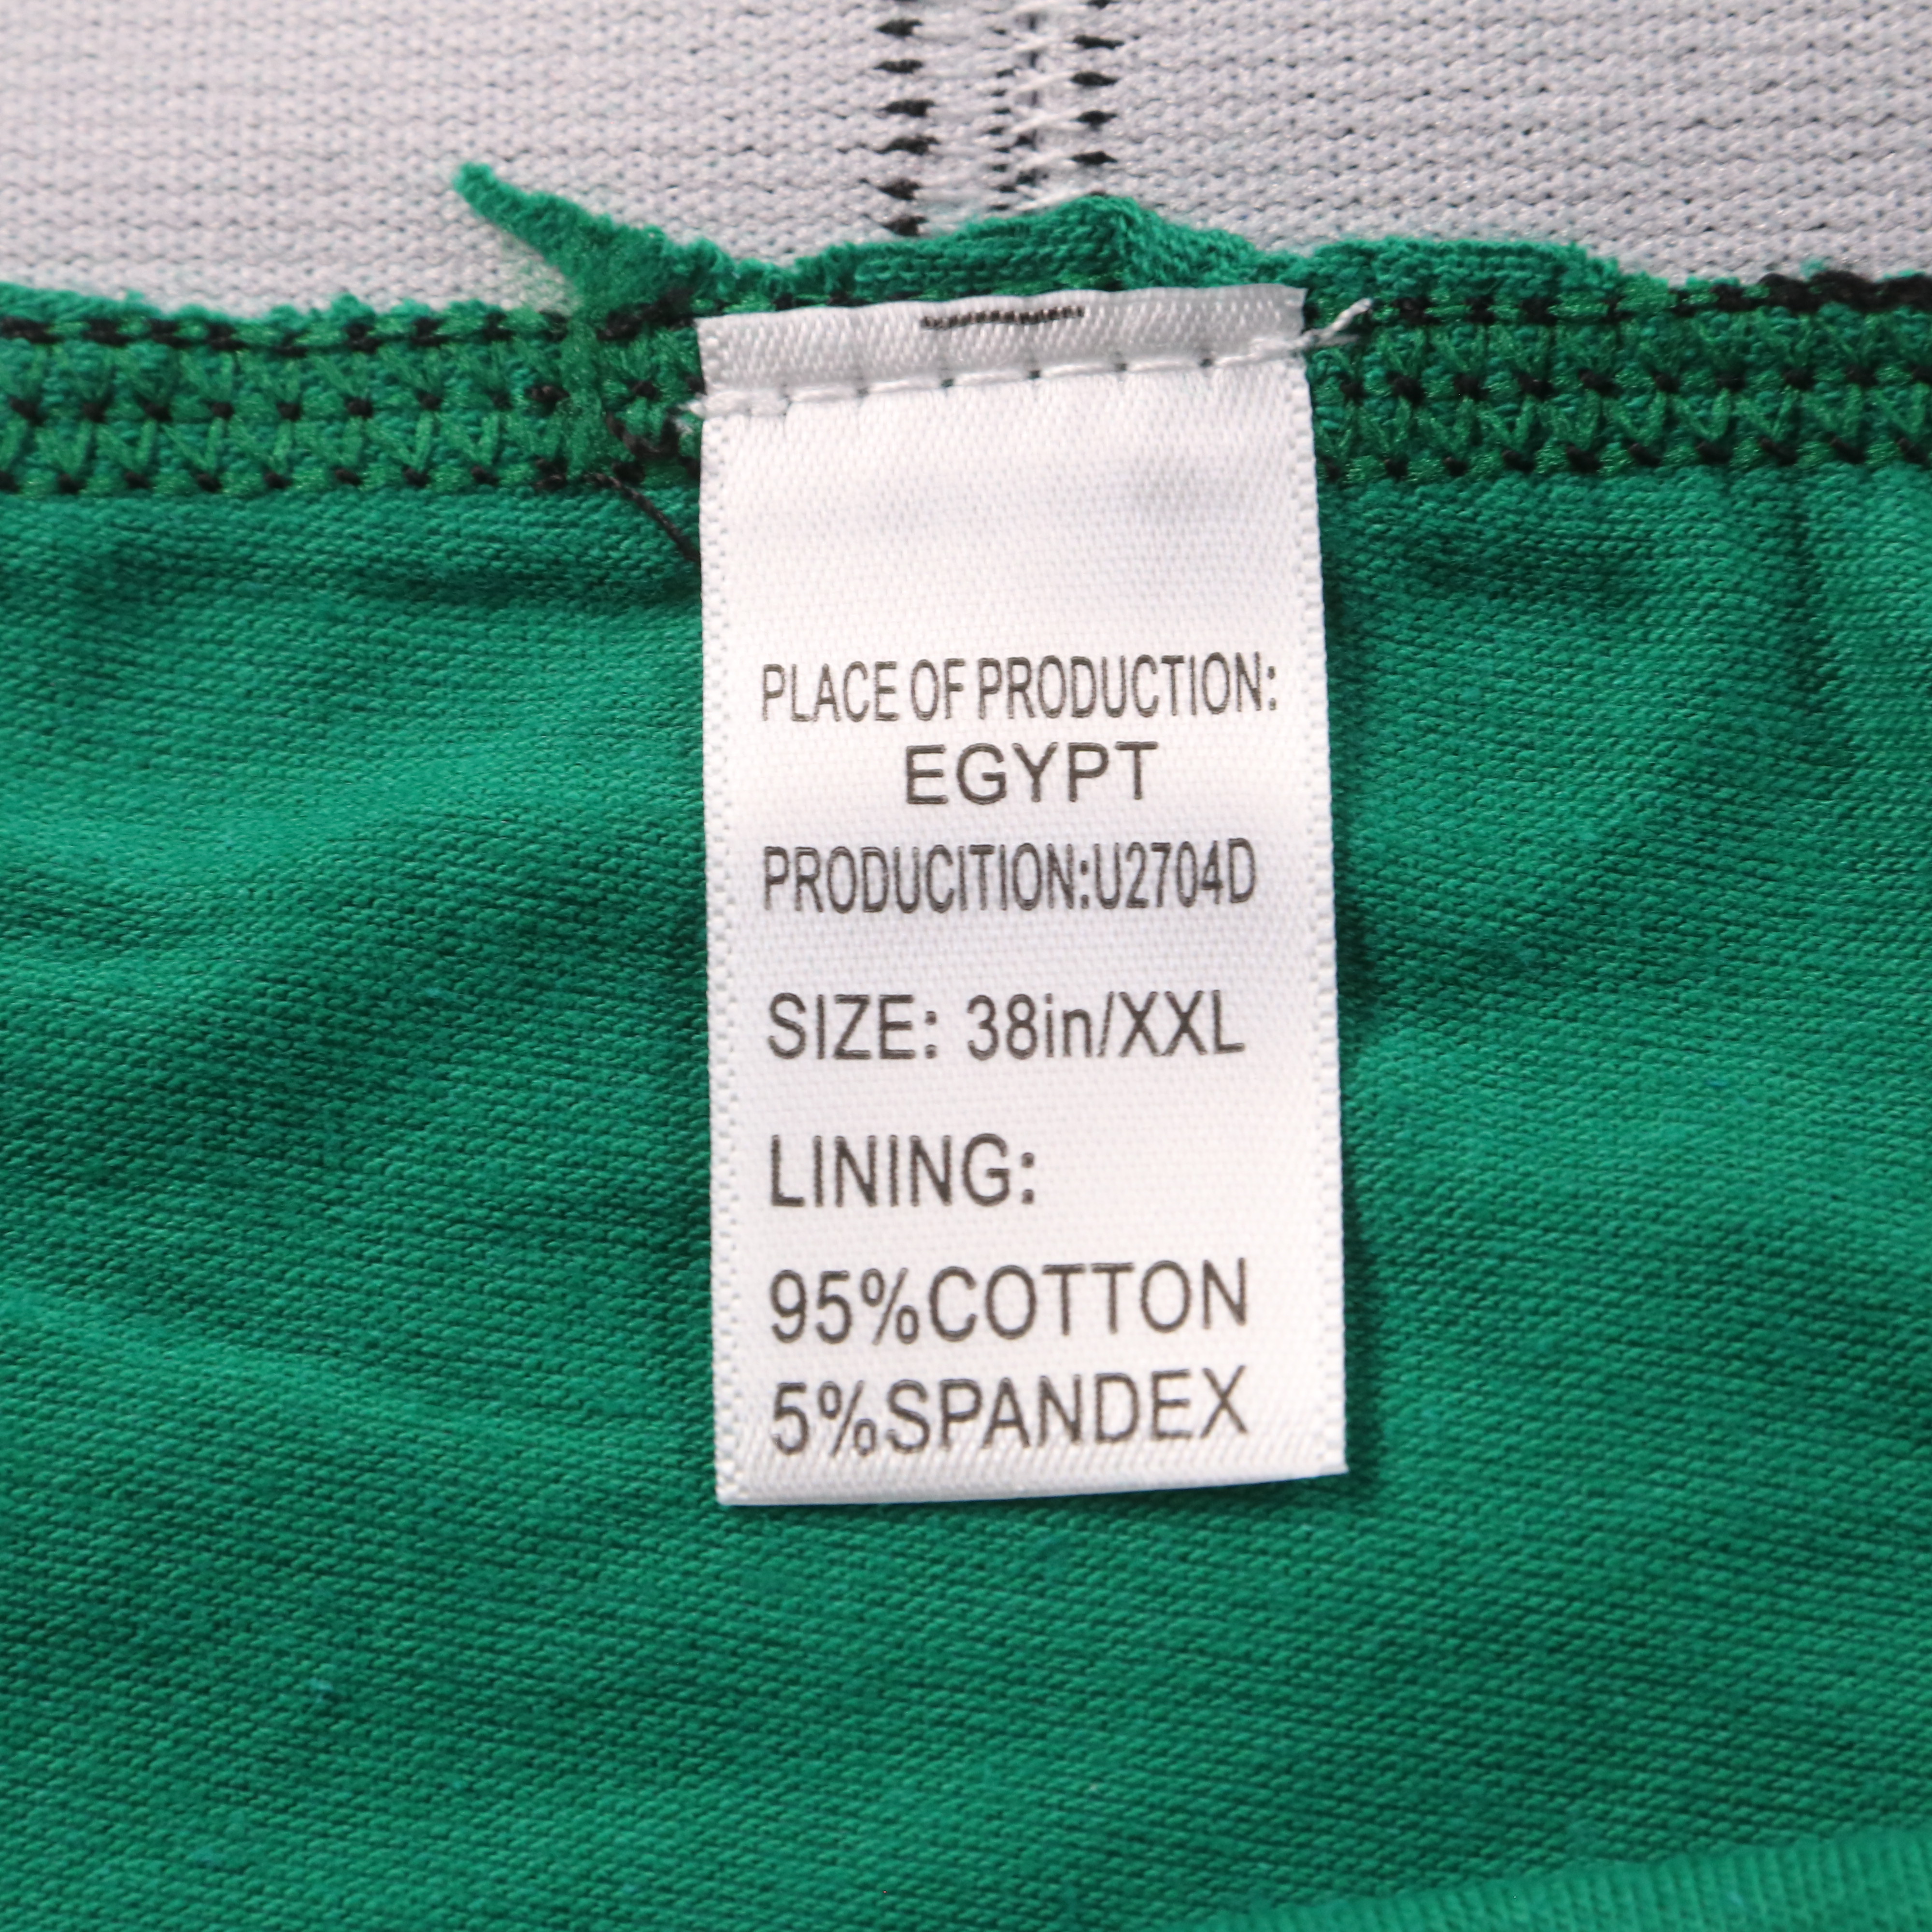 PLACE OF PRODUCTION:
EGYPT
PRODUCITION:U2704D
SIZE: 38in/XXL
LINING:
95%COTTON
5%SPANDEX